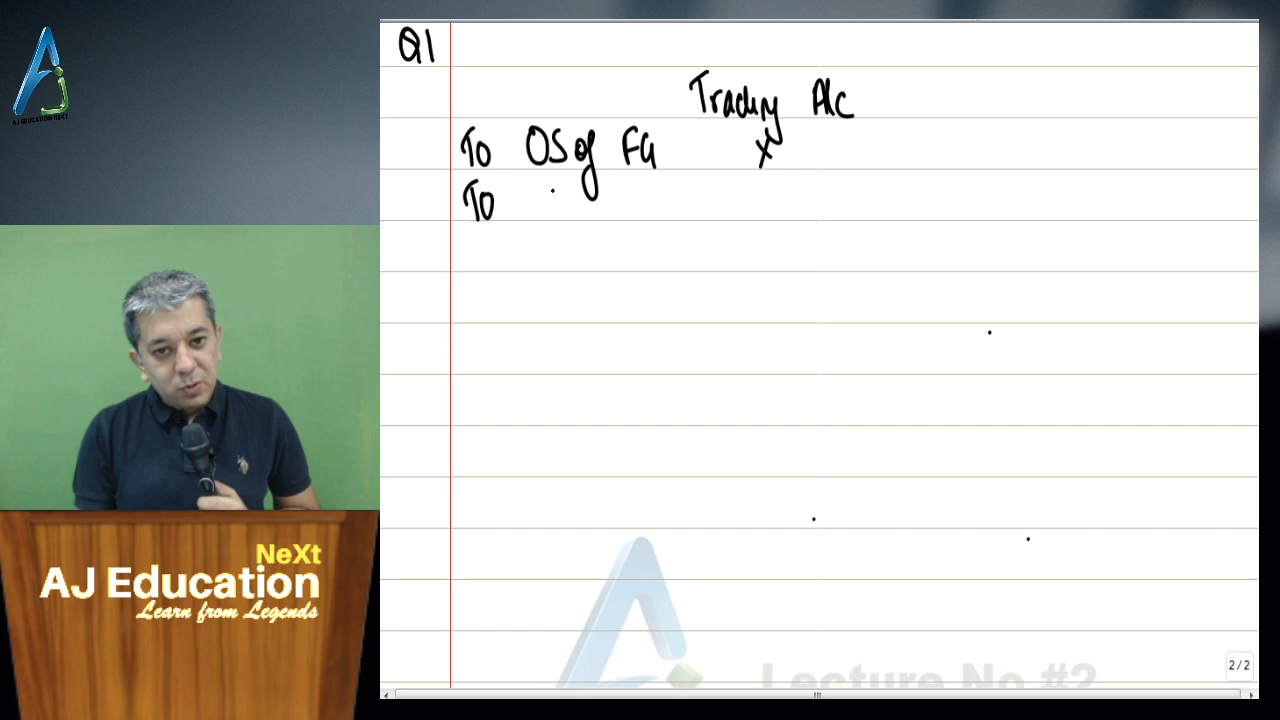 Q1
Trading A/c
To OS of FG x
To
AJ EDUCATION NEXT
NeXt
AJ Education
Learn from Legends
Lecture No #2
2/2